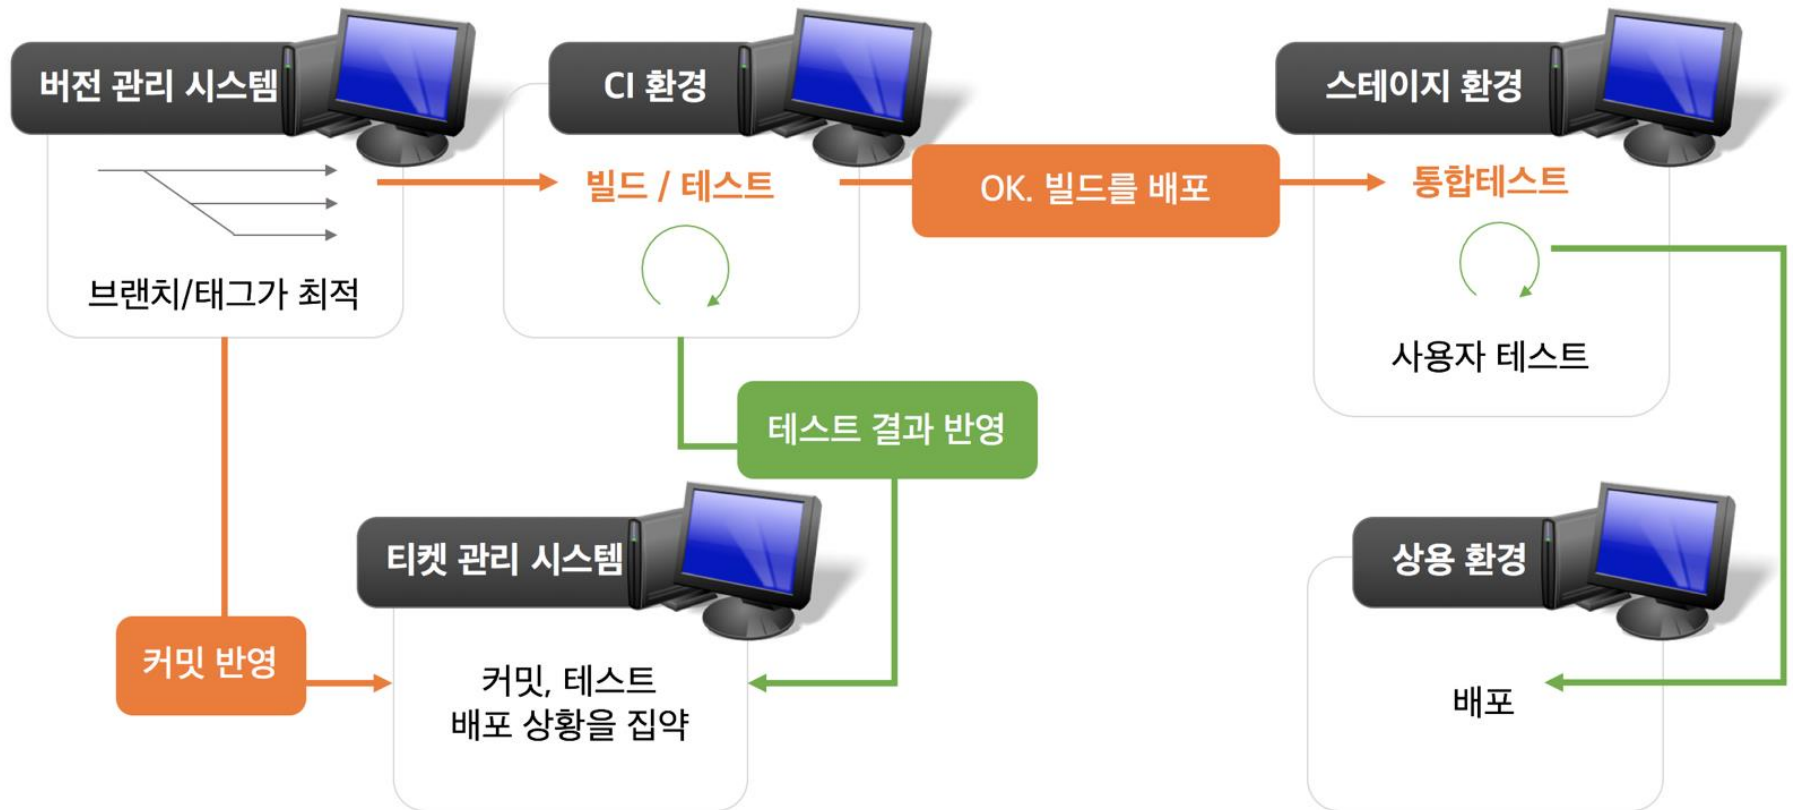 버전 관리 시스템
CI 환경
스테이지 환경
빌드 / 테스트
OK. 빌드를 배포
통합테스트
브랜치/태그가 최적
사용자 테스트
테스트 결과 반영
티켓 관리 시스템
상용 환경
커밋 반영
커밋, 테스트
배포 상황을 집약
배포